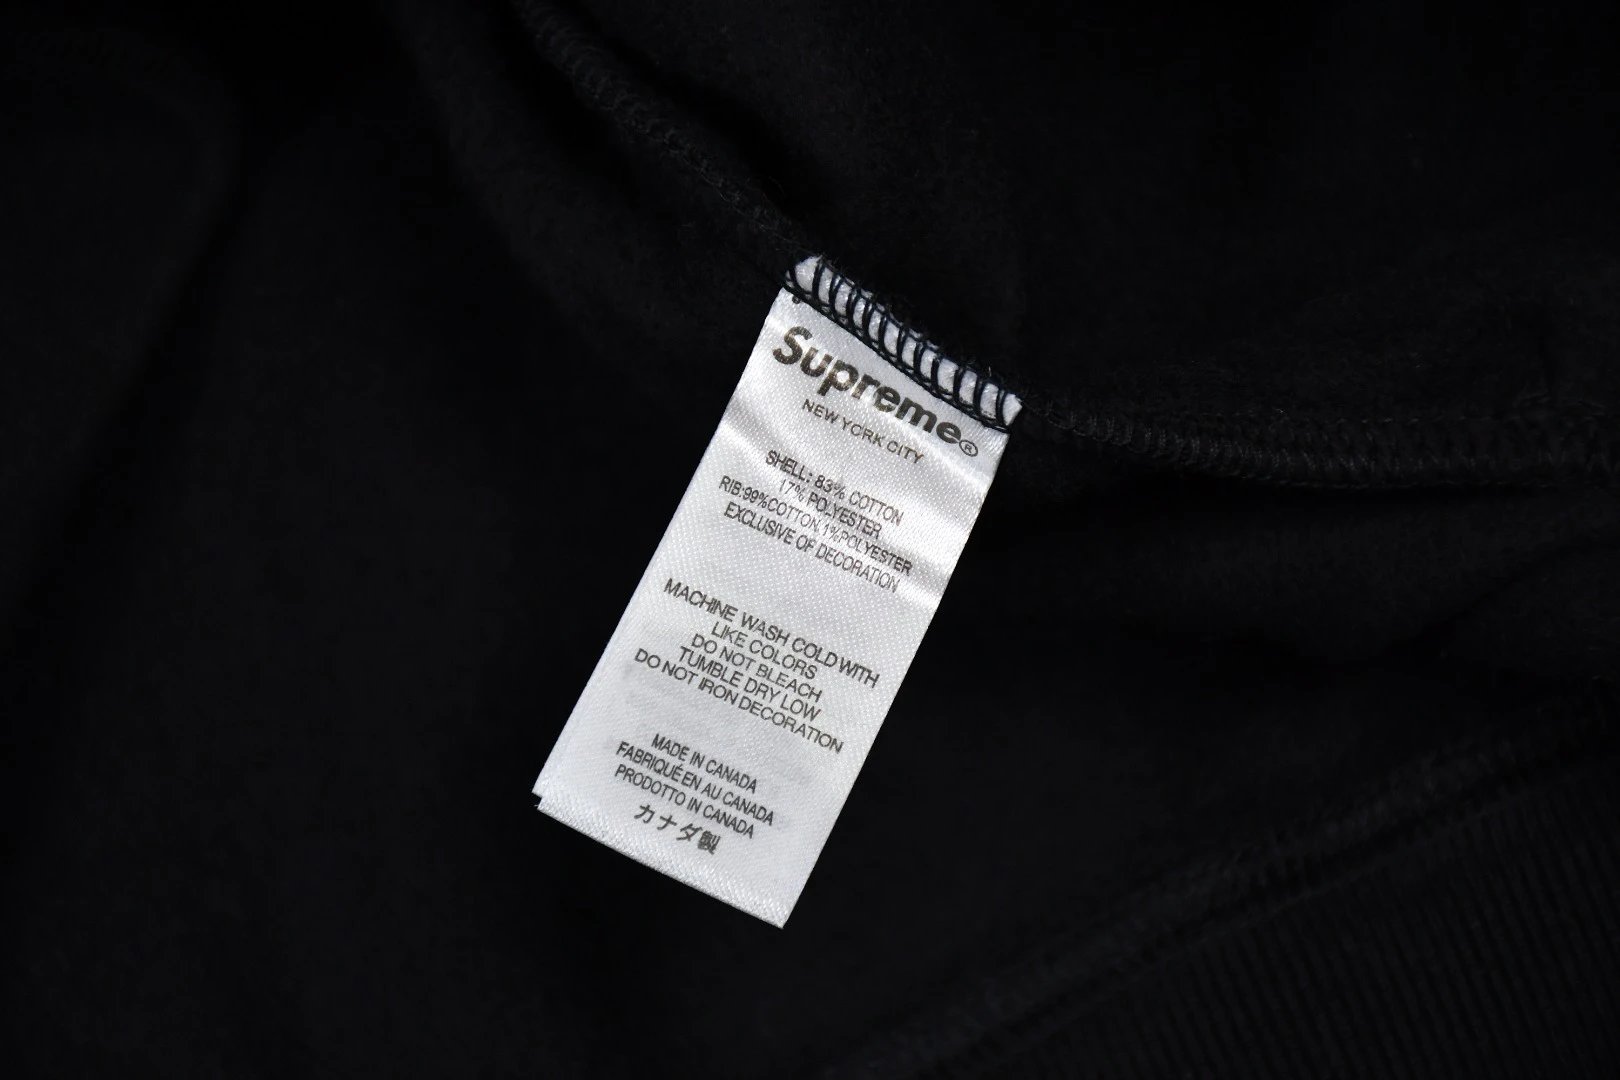 Supreme®
NEW YORK CITY
SHELL: 83% COTTON
17% POLYESTER
RIB:99%COTTON,1%POLYESTER
EXCLUSIVE OF DECORATION
MACHINE WASH COLD WITH
LIKE COLORS
DO NOT BLEACH
TUMBLE DRY LOW
DO NOT IRON DECORATION
MADE IN CANADA
FABRIQUÉ EN AU CANADA
PRODOTTO IN CANADA
カナダ製